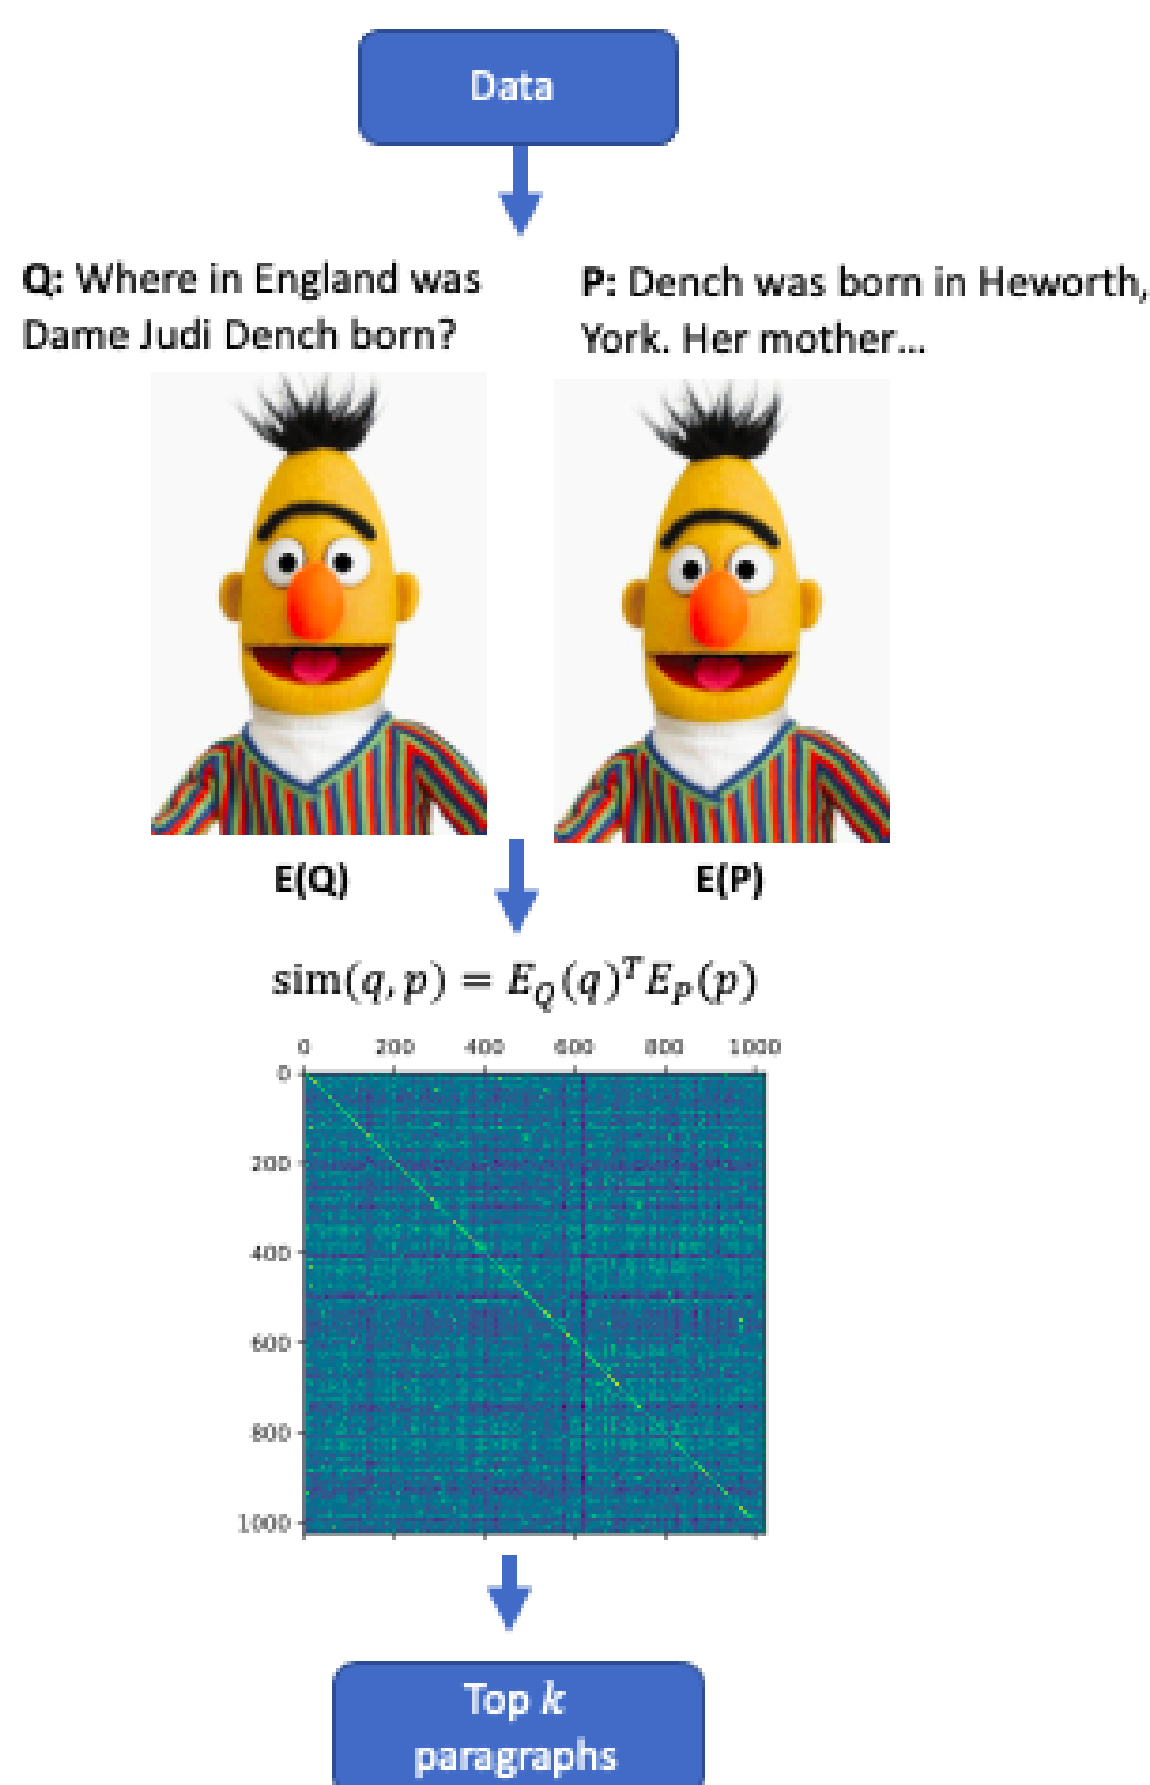 Data
Q: Where in England was
Dame Judi Dench born?
P: Dench was born in Heworth,
York. Her mother...
E(Q)
E(P)
sim(q, p) = E_Q(q)^T E_P(p)
0 200 400 600 800 1000
0
200
400
600
800
1000
Top k
paragraphs